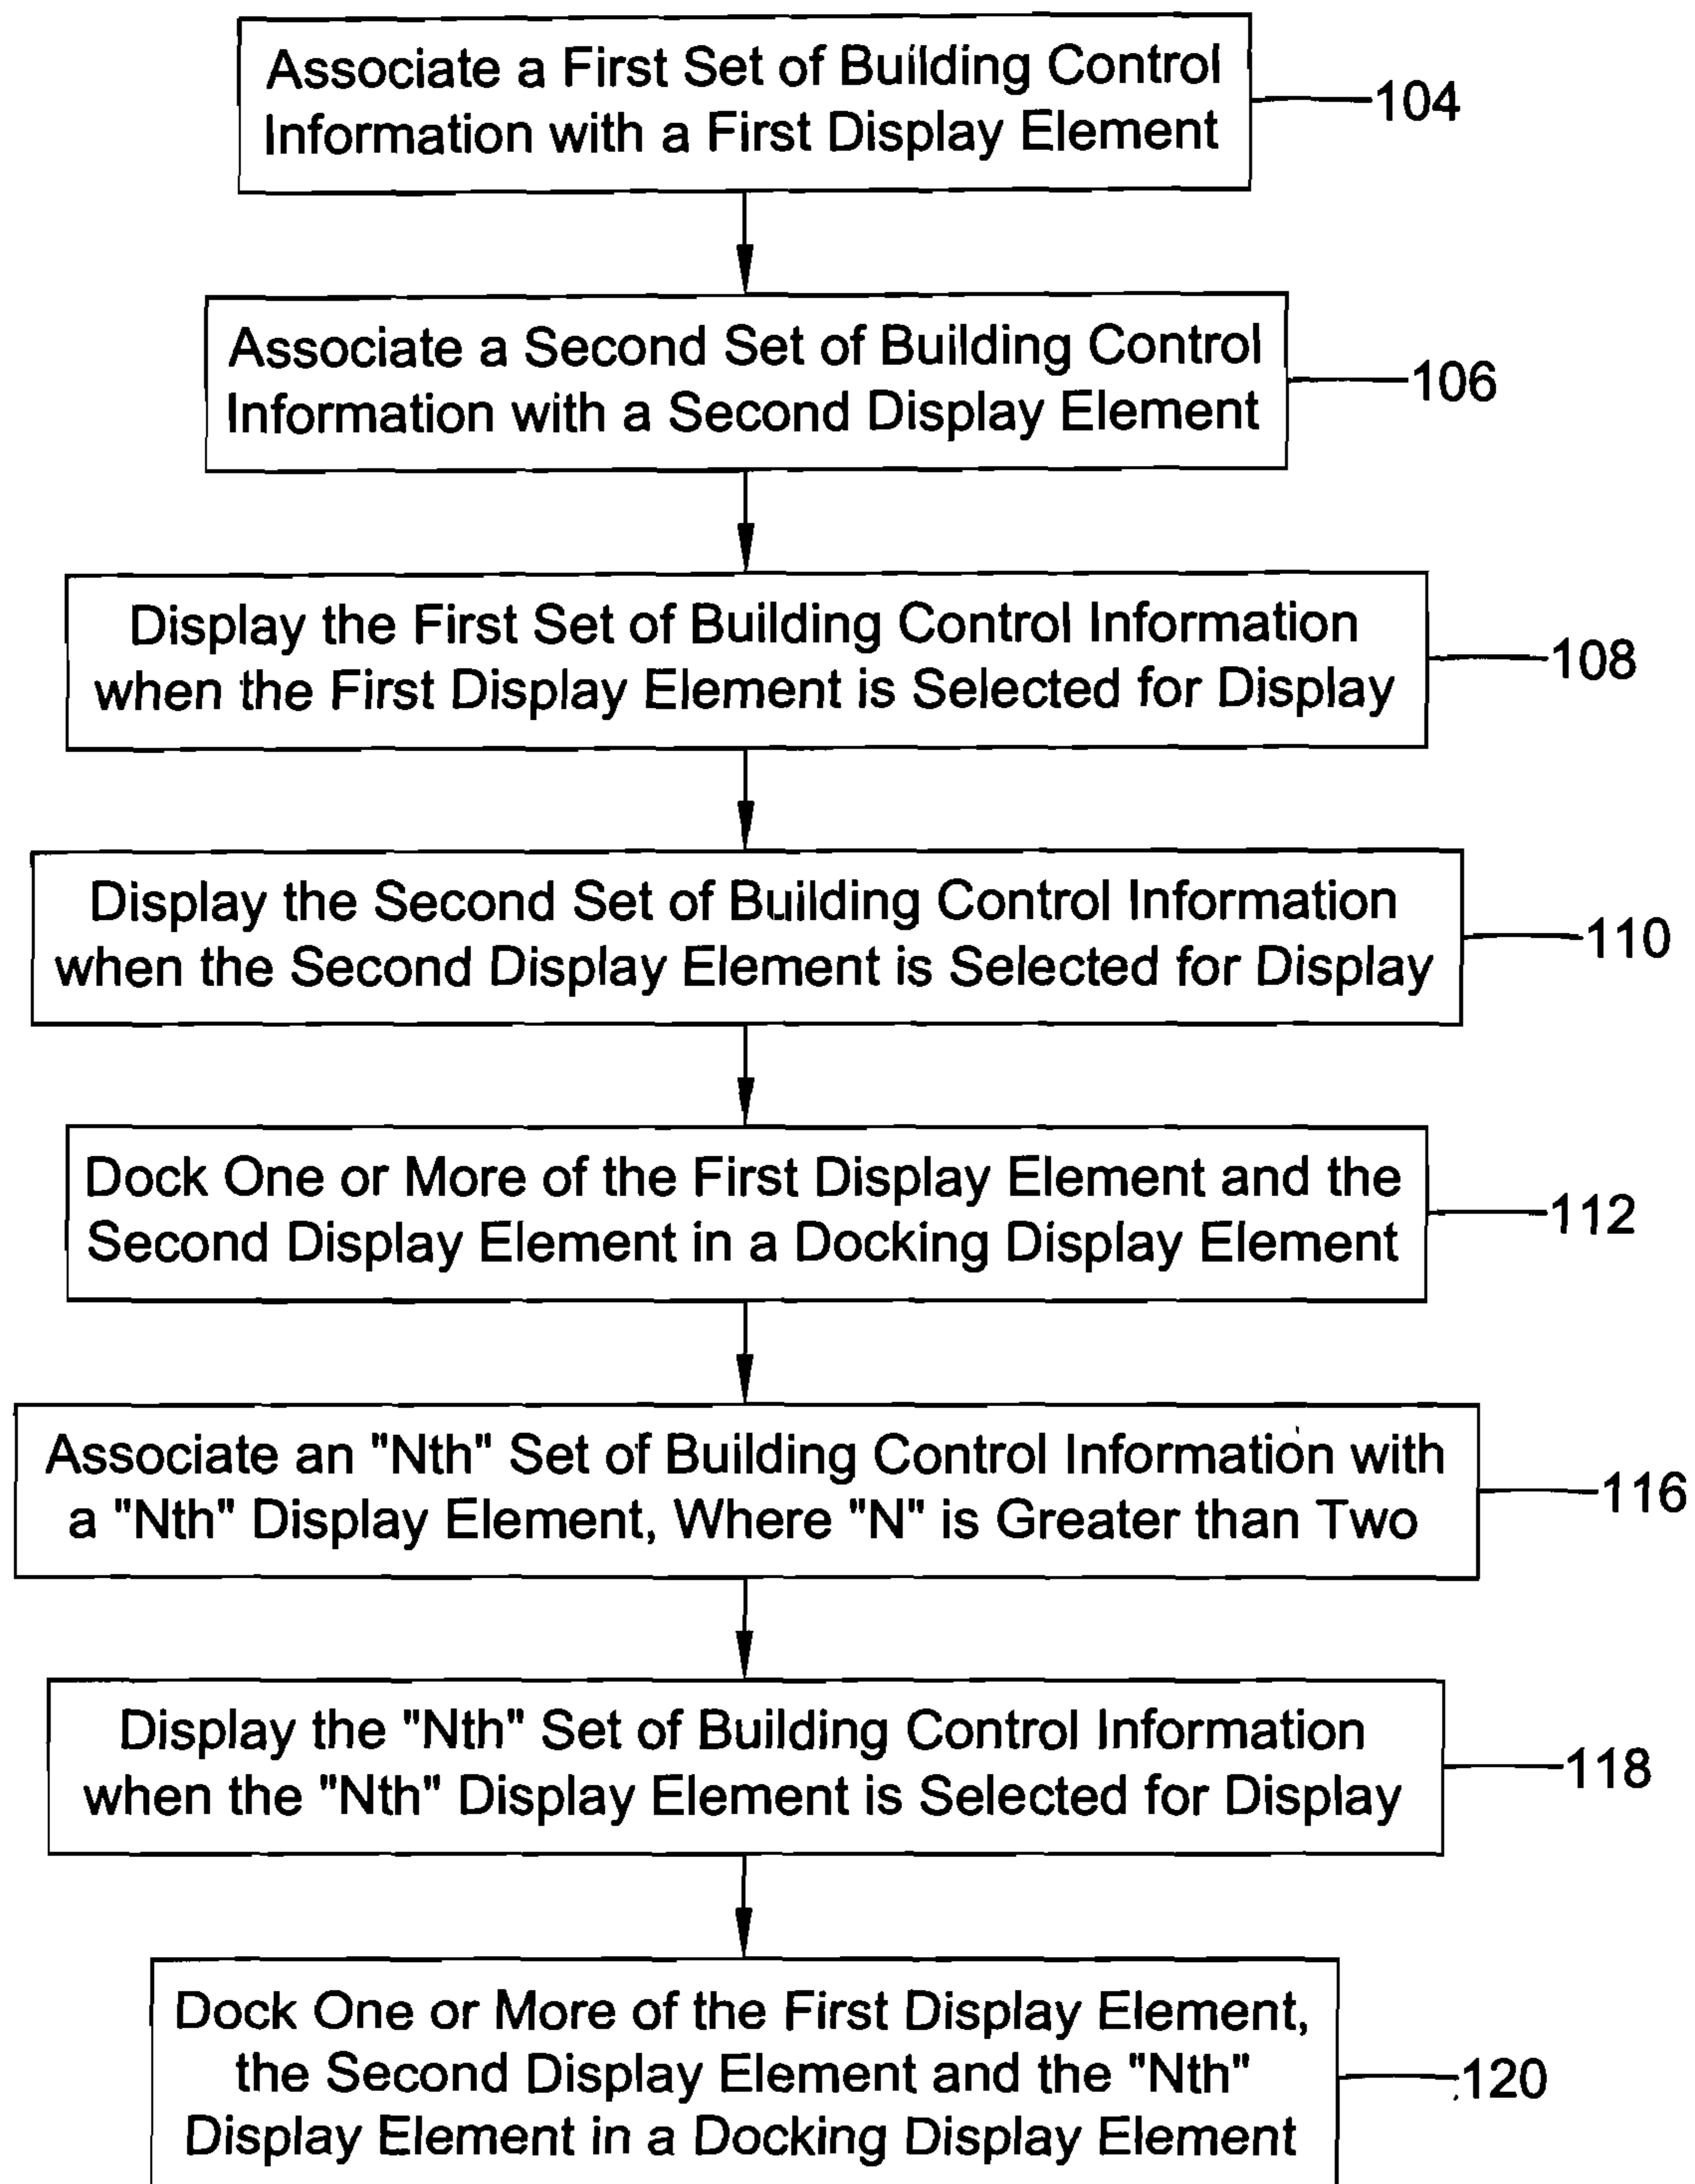 Associate a First Set of Building Control
Information with a First Display Element
104
Associate a Second Set of Building Control
Information with a Second Display Element
106
Display the First Set of Building Control Information
when the First Display Element is Selected for Display
108
Display the Second Set of Building Control Information
when the Second Display Element is Selected for Display
110
Dock One or More of the First Display Element and the
Second Display Element in a Docking Display Element
112
Associate an "Nth" Set of Building Control Information with
a "Nth" Display Element, Where "N" is Greater than Two
116
Display the "Nth" Set of Building Control Information
when the "Nth" Display Element is Selected for Display
118
Dock One or More of the First Display Element,
the Second Display Element and the "Nth"
Display Element in a Docking Display Element
120